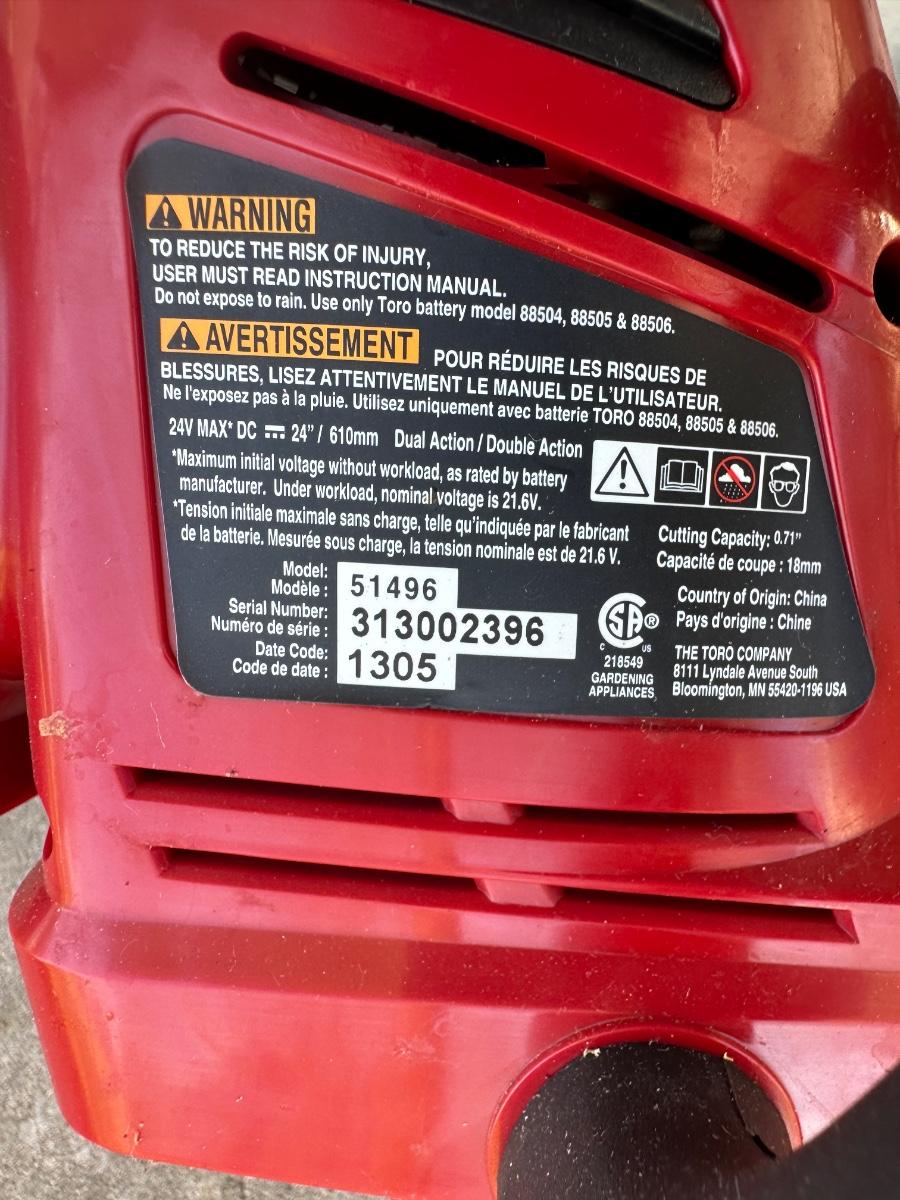 WARNING
TO REDUCE THE RISK OF INJURY,
USER MUST READ INSTRUCTION MANUAL.
Do not expose to rain. Use only Toro battery model 88504, 88505 & 88506.
AVERTISSEMENT POUR RÉDUIRE LES RISQUES DE
BLESSURES, LISEZ ATTENTIVEMENT LE MANUEL DE L'UTILISATEUR.
Ne l'exposez pas à la pluie. Utilisez uniquement avec batterie TORO 88504, 88505 & 88506.
24V MAX* DC ⎓ 24" / 610mm Dual Action / Double Action
*Maximum initial voltage without workload, as rated by battery
manufacturer. Under workload, nominal voltage is 21.6V.
*Tension initiale maximale sans charge, telle qu'indiquée par le fabricant
de la batterie. Mesurée sous charge, la tension nominale est de 21.6 V.
Cutting Capacity: 0.71"
Capacité de coupe : 18mm
Model:
Modèle : 51496
Serial Number:
Numéro de série : 313002396
Date Code:
Code de date : 1305
SA®
C US
218549
GARDENING
APPLIANCES
Country of Origin: China
Pays d'origine : Chine
THE TORO COMPANY
8111 Lyndale Avenue South
Bloomington, MN 55420-1196 USA